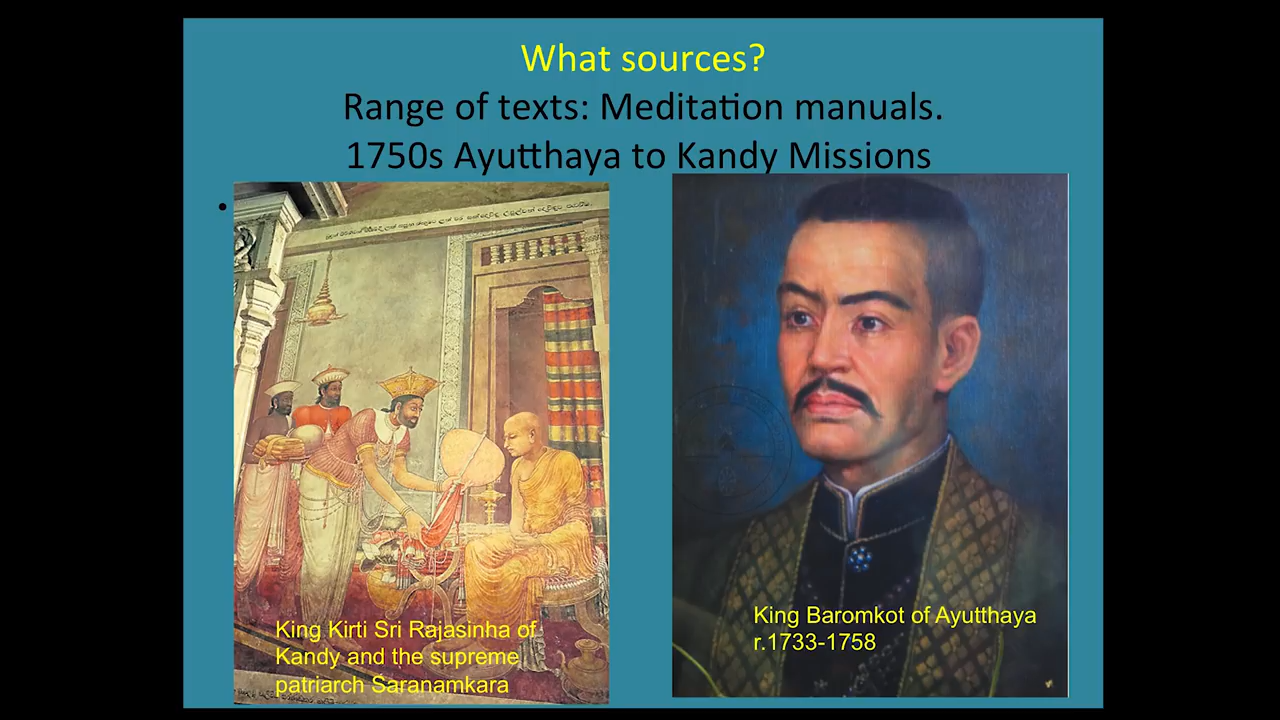 What sources?
Range of texts: Meditation manuals.
1750s Ayutthaya to Kandy Missions
•
King Kirti Sri Rajasinha of
Kandy and the supreme
patriarch Saranamkara
King Baromkot of Ayutthaya
r.1733-1758